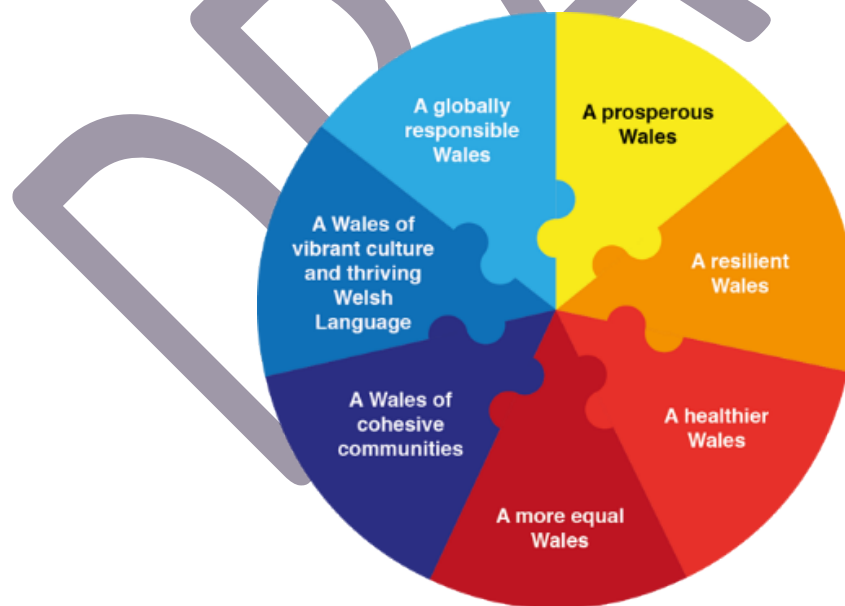 A prosperous
Wales
A resilient
Wales
A healthier
Wales
A more equal
Wales
A Wales of
cohesive
communities
A Wales of
vibrant culture
and thriving
Welsh
Language
A globally
responsible
Wales